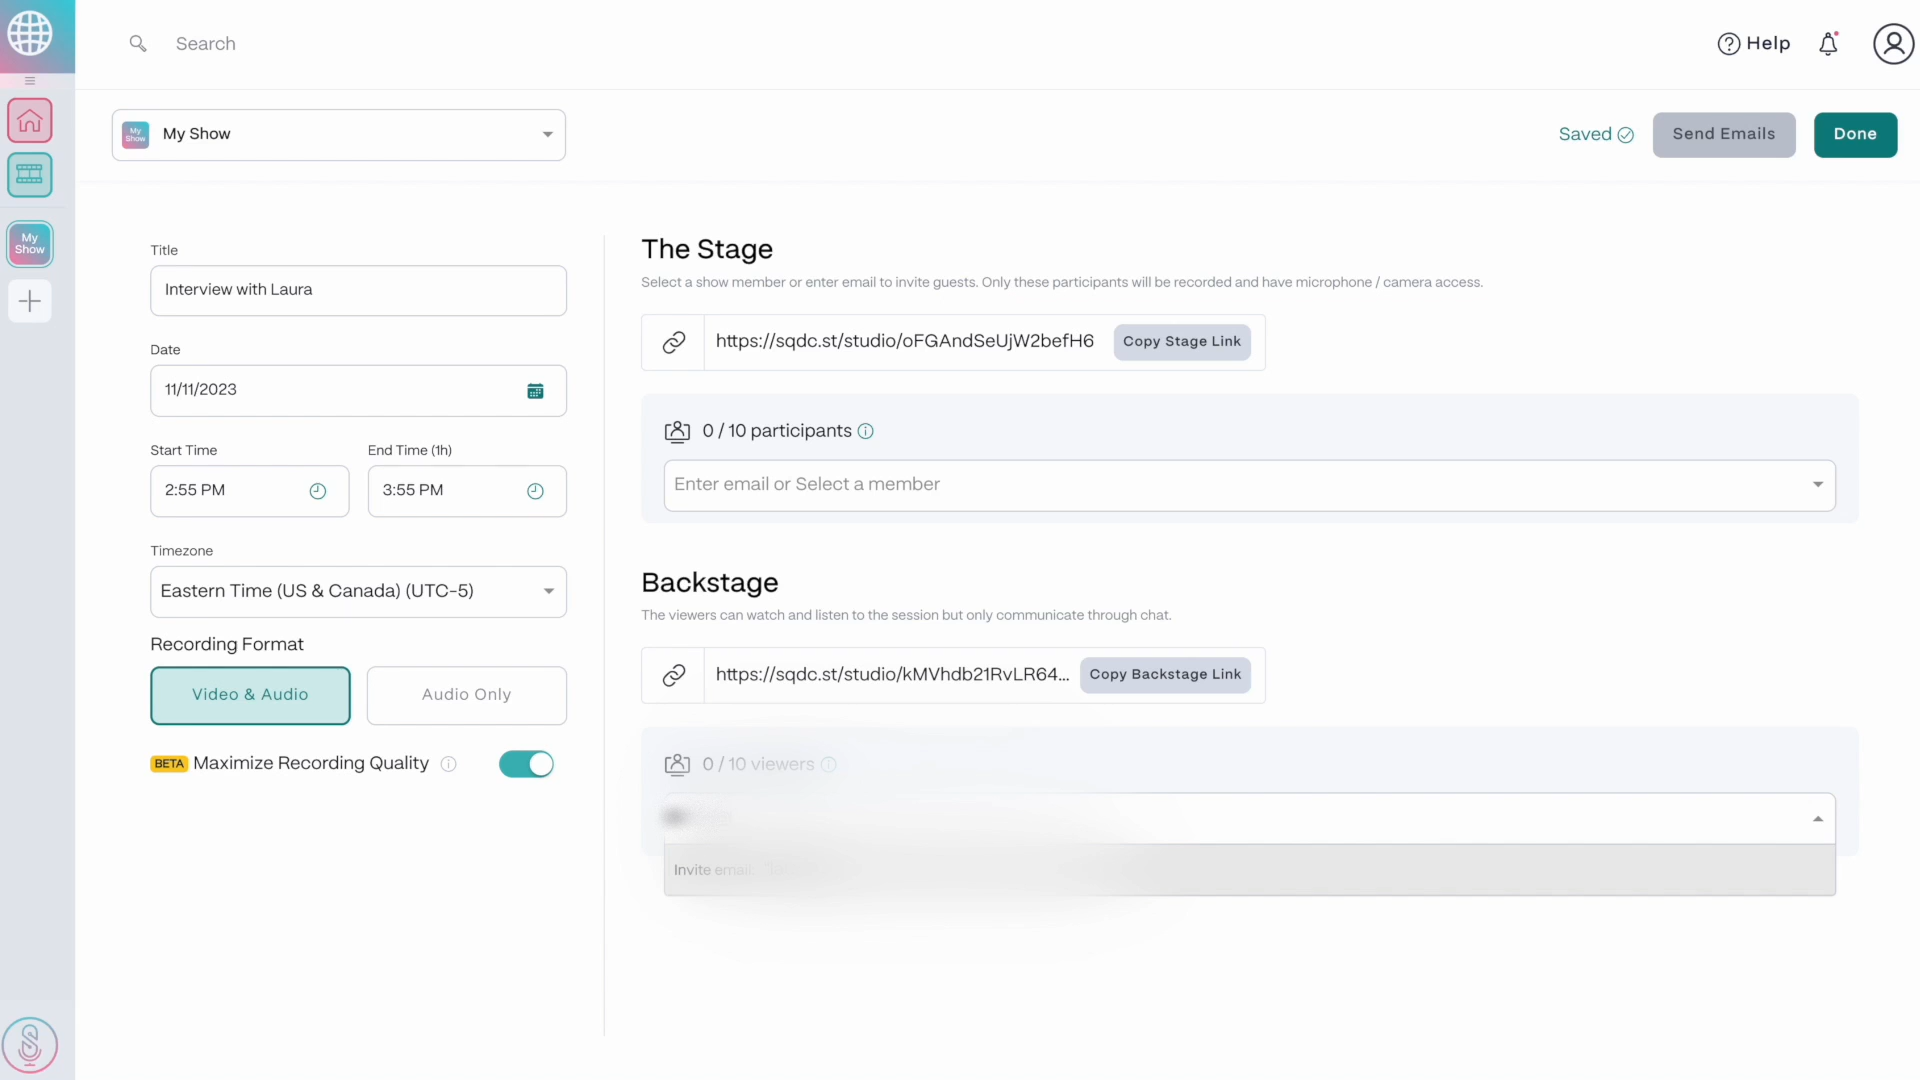 Search
Help
My
Show
My Show
Saved
Send Emails
Done
My
Show
Title
Interview with Laura
Date
11/11/2023
Start Time
End Time (1h)
2:55 PM
3:55 PM
Timezone
Eastern Time (US & Canada) (UTC-5)
Recording Format
Video & Audio
Audio Only
BETA Maximize Recording Quality
The Stage
Select a show member or enter email to invite guests. Only these participants will be recorded and have microphone / camera access.
https://sqdc.st/studio/oFGAndSeUjW2befH6
Copy Stage Link
0 / 10 participants
Enter email or Select a member
Backstage
The viewers can watch and listen to the session but only communicate through chat.
https://sqdc.st/studio/kMVhdb21RvLR64...
Copy Backstage Link
0 / 10 viewers
Invite email: